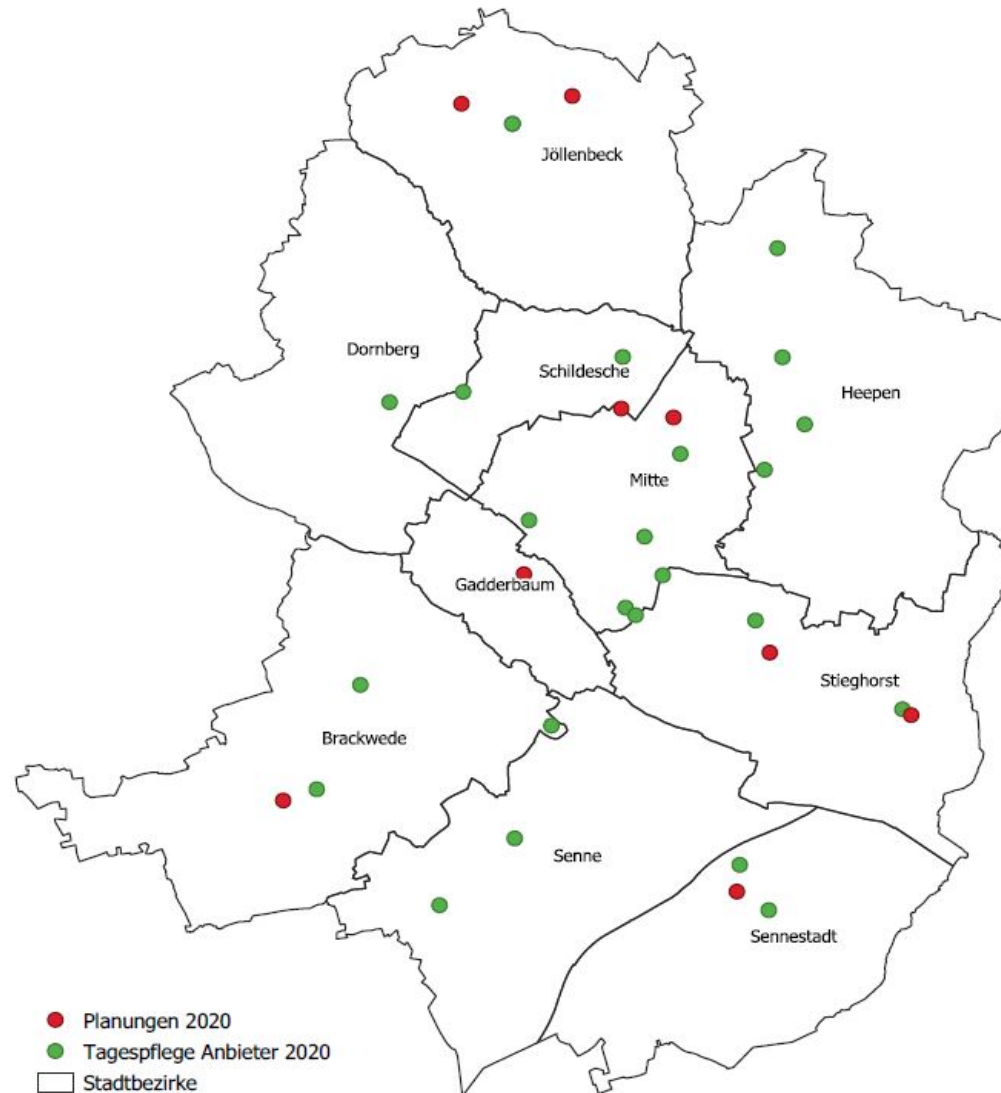 Jöllenbeck
Dornberg
Schildesche
Heepen
Mitte
Gadderbaum
Stieghorst
Brackwede
Senne
Sennestadt
Planungen 2020
Tagespflege Anbieter 2020
Stadtbezirke